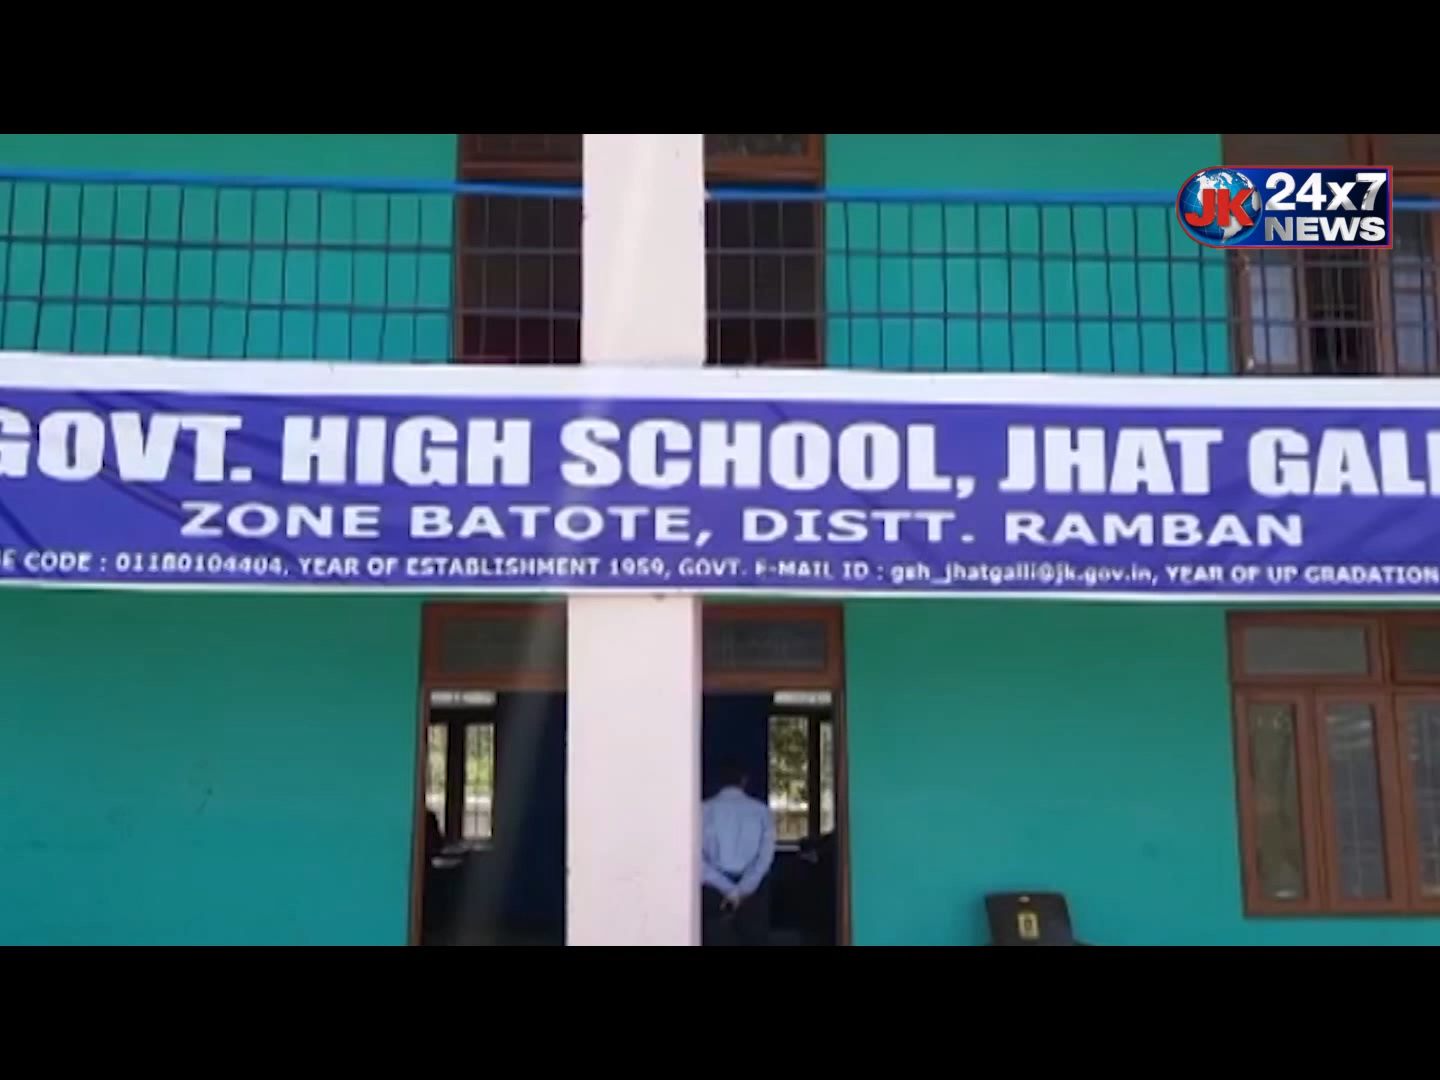 JK 24x7
NEWS
GOVT. HIGH SCHOOL, JHAT GALI
ZONE BATOTE, DISTT. RAMBAN
E CODE : 01180104404, YEAR OF ESTABLISHMENT 1959, GOVT. E-MAIL ID : gsh_jhatgalli@jk.gov.in, YEAR OF UP GRADATION